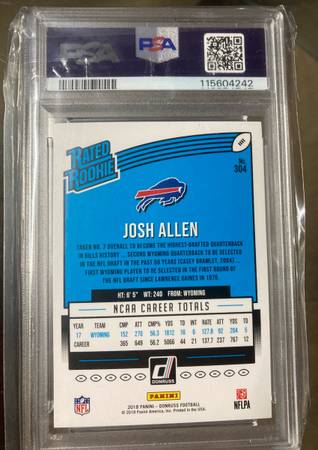 PSA PSA PSA
115604242
RATED
ROOKIE
No.
304
JOSH ALLEN
TAKEN NO. 7 OVERALL TO BECOME THE HIGHEST-DRAFTED QUARTERBACK
IN BILLS HISTORY ... SECOND WYOMING QUARTERBACK TO BE SELECTED
IN THE NFL DRAFT IN THE PAST 50 YEARS (CASEY BRAMLET, 2004) ...
FIRST WYOMING PLAYER TO BE SELECTED IN THE FIRST ROUND OF
THE NFL DRAFT SINCE LAWRENCE GAINES IN 1976.
HT: 6' 5" WT: 240 FROM: WYOMING
NCAA CAREER TOTALS
YEAR TEAM CMP ATT CMP% YDS TD INT RATE ATT YDS TD
17 WYOMING 152 270 56.3 1812 16 6 127.8 92 204 5
CAREER 365 649 56.2 5066 44 21 137.7 237 767 12
DONRUSS
NFL
PANINI
NFLPA
2018 PANINI - DONRUSS FOOTBALL
© 2018 Panini America, Inc. Printed in the USA.